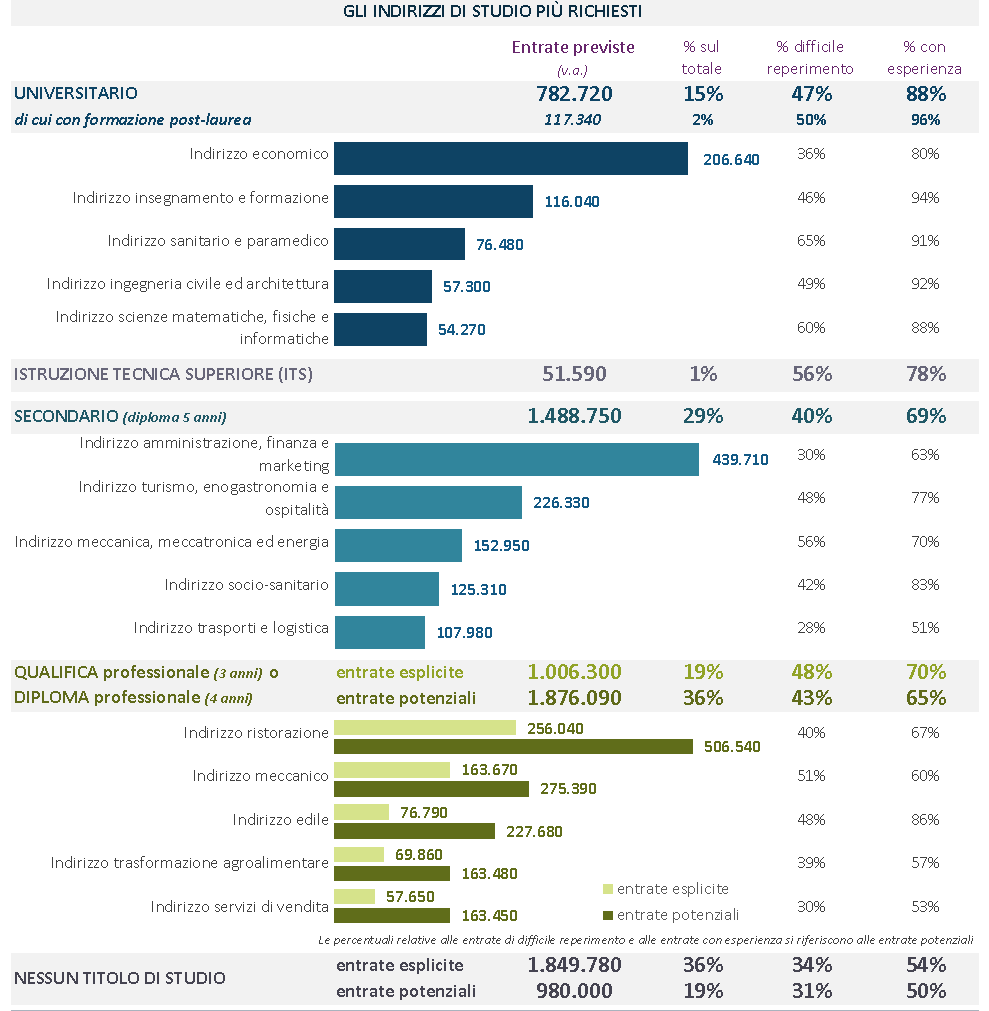 GLI INDIRIZZI DI STUDIO PIÙ RICHIESTI
Entrate previste % sul % difficile % con
(v.a.) totale reperimento esperienza
UNIVERSITARIO 782.720 15% 47% 88%
di cui con formazione post-laurea 117.340 2% 50% 96%
Indirizzo economico 206.640 36% 80%
Indirizzo insegnamento e formazione 116.040 46% 94%
Indirizzo sanitario e paramedico 76.480 65% 91%
Indirizzo ingegneria civile ed architettura 57.300 49% 92%
Indirizzo scienze matematiche, fisiche e
informatiche 54.270 60% 88%
ISTRUZIONE TECNICA SUPERIORE (ITS) 51.590 1% 56% 78%
SECONDARIO (diploma 5 anni) 1.488.750 29% 40% 69%
Indirizzo amministrazione, finanza e
marketing 439.710 30% 63%
Indirizzo turismo, enogastronomia e
ospitalità 226.330 48% 77%
Indirizzo meccanica, meccatronica ed energia 152.950 56% 70%
Indirizzo socio-sanitario 125.310 42% 83%
Indirizzo trasporti e logistica 107.980 28% 51%
QUALIFICA professionale (3 anni) o entrate esplicite 1.006.300 19% 48% 70%
DIPLOMA professionale (4 anni) entrate potenziali 1.876.090 36% 43% 65%
Indirizzo ristorazione 256.040 506.540 40% 67%
Indirizzo meccanico 163.670 275.390 51% 60%
Indirizzo edile 76.790 227.680 48% 86%
Indirizzo trasformazione agroalimentare 69.860 163.480 39% 57%
Indirizzo servizi di vendita 57.650 163.450 30% 53%
entrate esplicite
entrate potenziali
Le percentuali relative alle entrate di difficile reperimento e alle entrate con esperienza si riferiscono alle entrate potenziali
NESSUN TITOLO DI STUDIO entrate esplicite 1.849.780 36% 34% 54%
entrate potenziali 980.000 19% 31% 50%